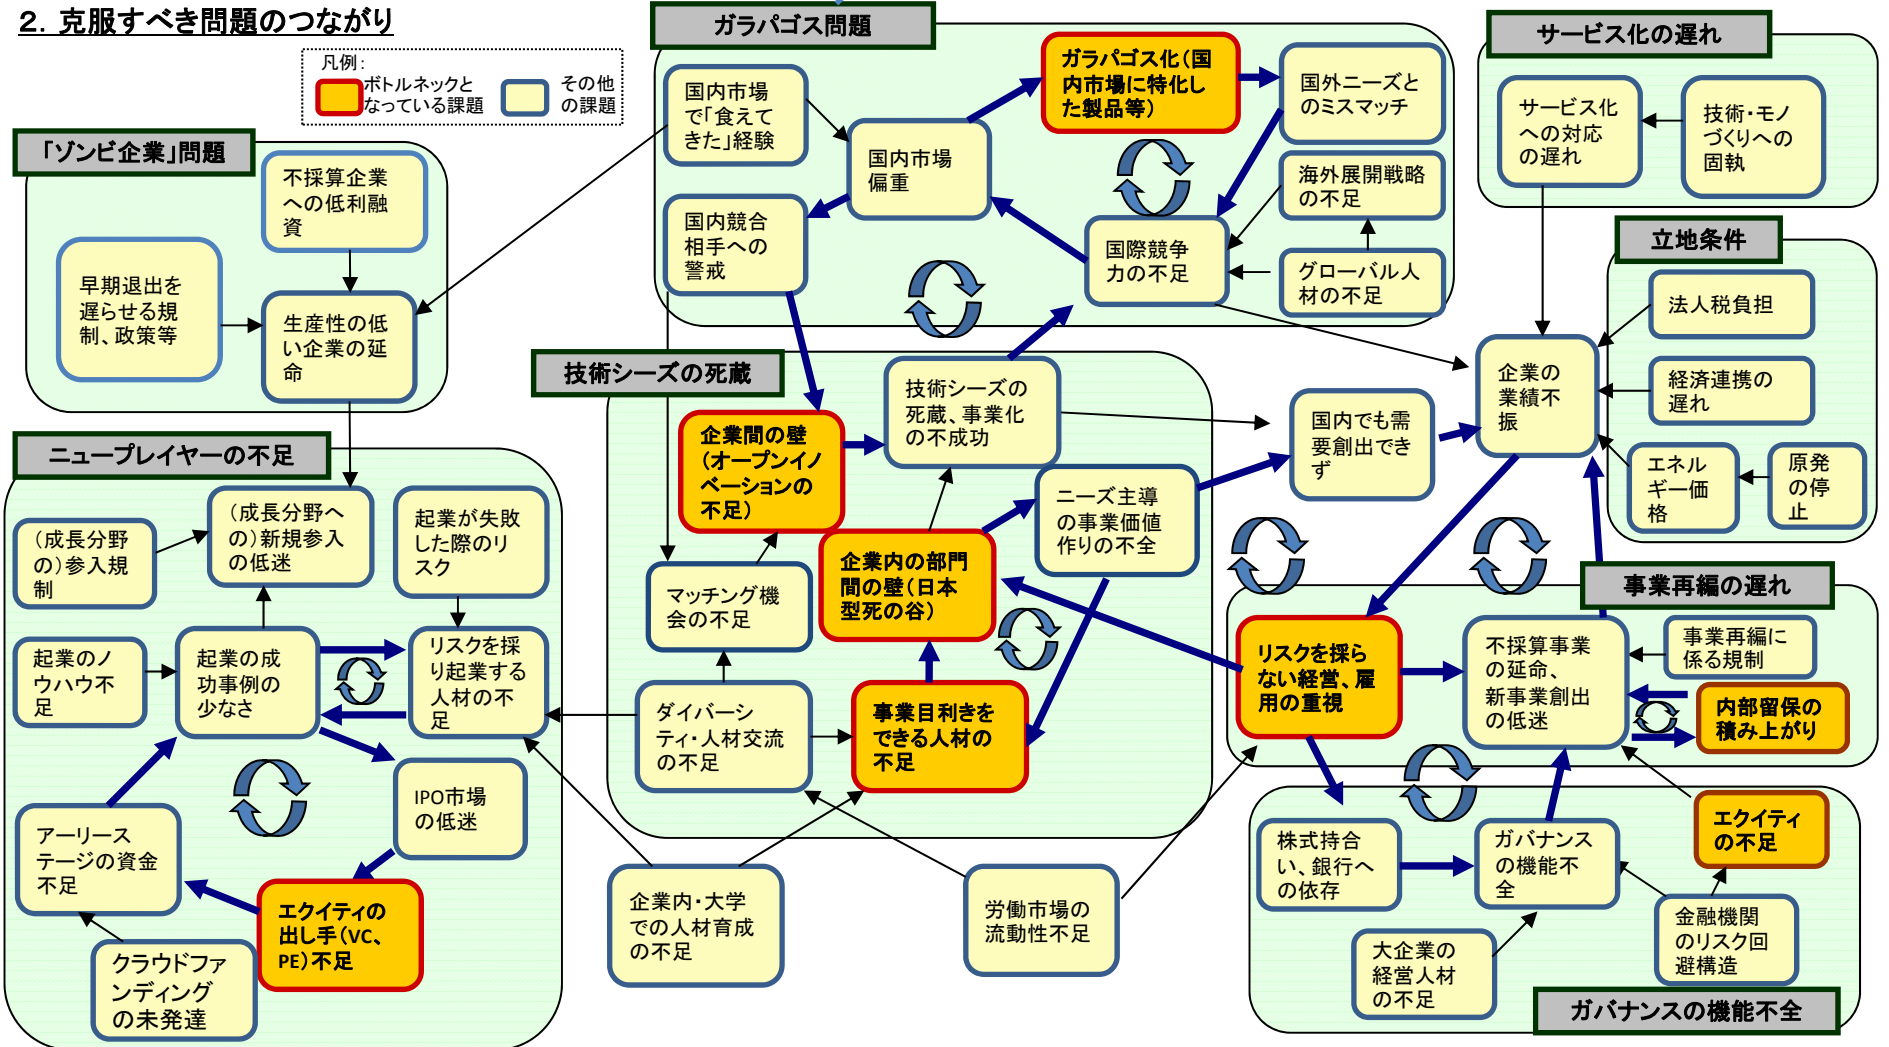 ２．克服すべき問題のつながり
凡例：
ボトルネックと
なっている課題
その他
の課題
ガラパゴス問題
国内市場
で「食えて
きた」経験
国内市場
偏重
ガラパゴス化（国
内市場に特化し
た製品等）
国外ニーズと
のミスマッチ
海外展開戦略
の不足
国内競合
相手への
警戒
国際競争
力の不足
グローバル人
材の不足
サービス化の遅れ
サービス化
への対応
の遅れ
技術・モノ
づくりへの
固執
「ゾンビ企業」問題
不採算企業
への低利融
資
早期退出を
遅らせる規
制、政策等
生産性の低
い企業の延
命
立地条件
法人税負担
経済連携の
遅れ
エネル
ギー価
格
原発
の停
止
企業の
業績不
振
国内でも需
要創出でき
ず
技術シーズの死蔵
技術シーズの
死蔵、事業化
の不成功
企業間の壁
（オープンイノ
ベーションの
不足）
ニーズ主導
の事業価値
作りの不全
企業内の部門
間の壁（日本
型死の谷）
マッチング機
会の不足
ダイバーシ
ティ・人材交流
の不足
事業目利きを
できる人材の
不足
ニュープレイヤーの不足
（成長分野
の）参入規
制
（成長分野へ
の）新規参入
の低迷
起業が失敗
した際のリ
スク
起業のノ
ウハウ不
足
起業の成
功事例の
少なさ
リスクを採
り起業する
人材の不
足
IPO市場
の低迷
アーリース
テージの資金
不足
エクイティの
出し手（VC、
PE）不足
クラウドファ
ンディング
の未発達
企業内・大学
での人材育成
の不足
労働市場の
流動性不足
事業再編の遅れ
リスクを採ら
ない経営、雇
用の重視
不採算事業
の延命、
新事業創出
の低迷
事業再編に
係る規制
内部留保の
積み上がり
株式持合
い、銀行へ
の依存
ガバナンス
の機能不
全
エクイティ
の不足
大企業の
経営人材
の不足
金融機関
のリスク回
避構造
ガバナンスの機能不全